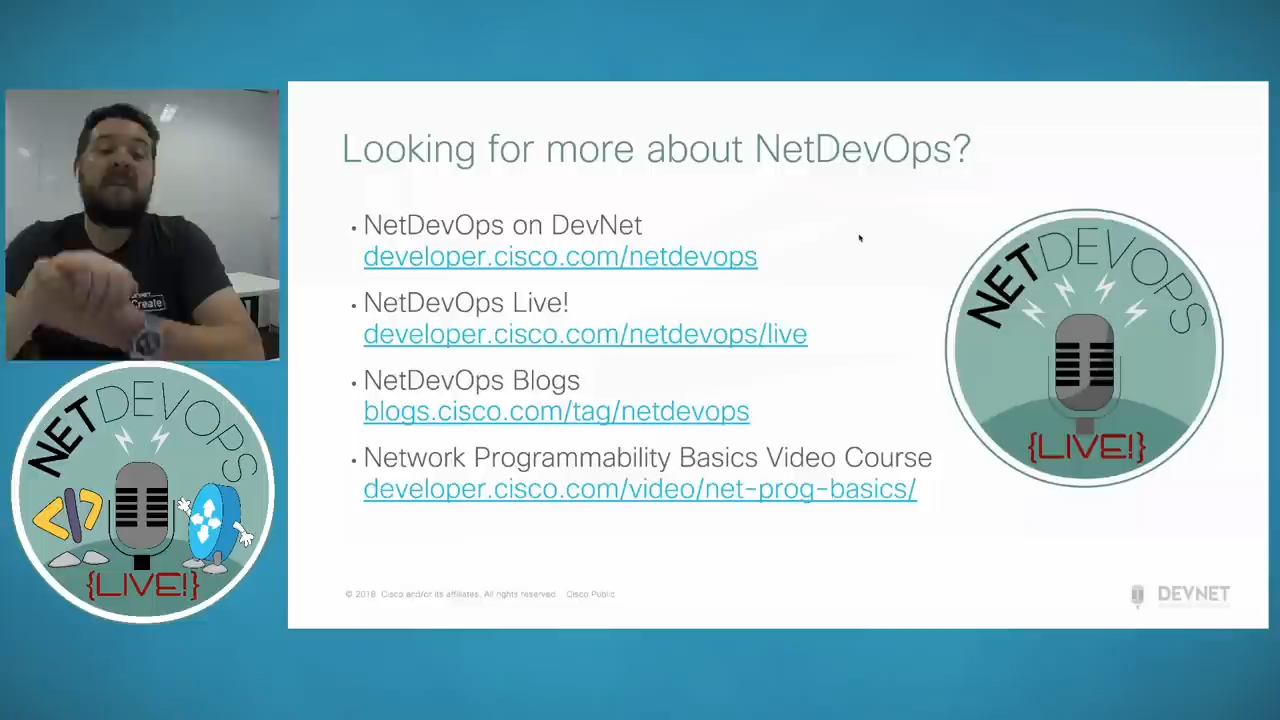 Looking for more about NetDevOps?
• NetDevOps on DevNet
developer.cisco.com/netdevops
• NetDevOps Live!
developer.cisco.com/netdevops/live
• NetDevOps Blogs
blogs.cisco.com/tag/netdevops
• Network Programmability Basics Video Course
developer.cisco.com/video/net-prog-basics/
NETDEVOPS
{LIVE!}
© 2018 Cisco and/or its affiliates. All rights reserved. Cisco Public
DEVNET
Create
NETDEVOPS
</>
{LIVE!}